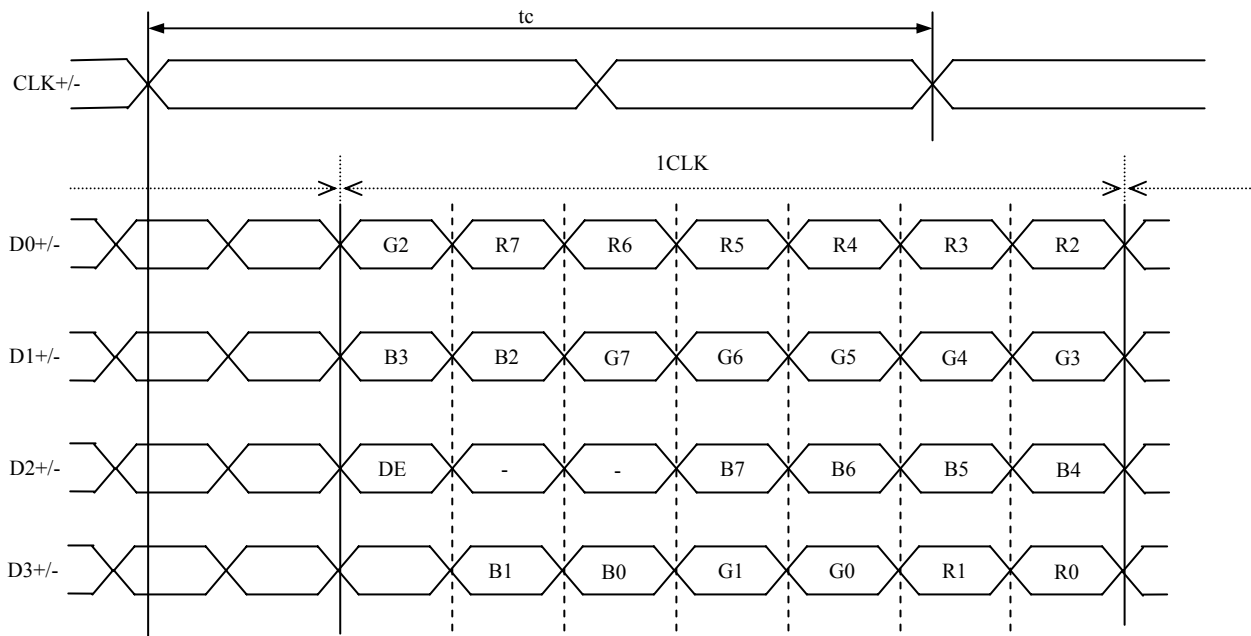 tc
CLK+/-
1CLK
D0+/- G2 R7 R6 R5 R4 R3 R2
D1+/- B3 B2 G7 G6 G5 G4 G3
D2+/- DE - - B7 B6 B5 B4
D3+/- B1 B0 G1 G0 R1 R0